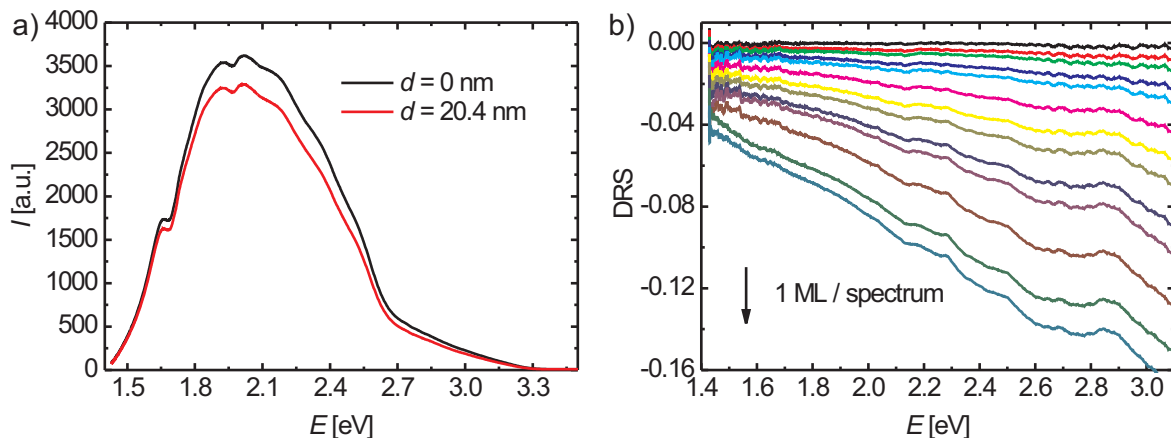 a)
4000
3500
3000
2500
2000
1500
1000
500
0
I [a.u.]
d = 0 nm
d = 20.4 nm
1.5 1.8 2.1 2.4 2.7 3.0 3.3
E [eV]
b)
0.00
-0.04
-0.08
-0.12
-0.16
DRS
1 ML / spectrum
1.4 1.6 1.8 2.0 2.2 2.4 2.6 2.8 3.0
E [eV]